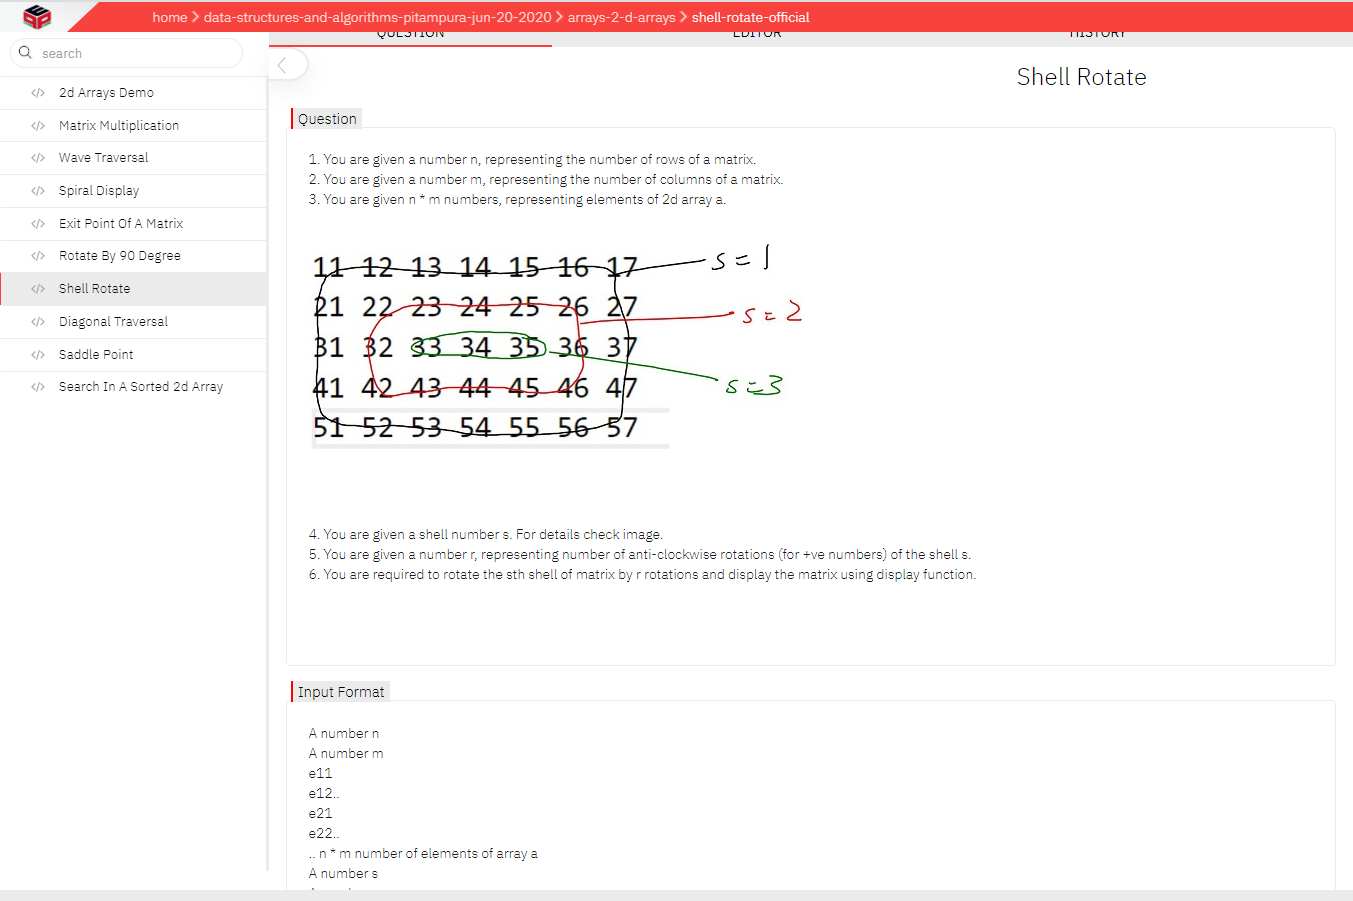 home > data-structures-and-algorithms-pitampura-jun-20-2020 > arrays-2-d-arrays > shell-rotate-official
search
QUESTION
EDITOR
HISTORY
</> 2d Arrays Demo
</> Matrix Multiplication
</> Wave Traversal
</> Spiral Display
</> Exit Point Of A Matrix
</> Rotate By 90 Degree
</> Shell Rotate
</> Diagonal Traversal
</> Saddle Point
</> Search In A Sorted 2d Array
Shell Rotate
Question
1. You are given a number n, representing the number of rows of a matrix.
2. You are given a number m, representing the number of columns of a matrix.
3. You are given n * m numbers, representing elements of 2d array a.
11 12 13 14 15 16 17 s = 1
21 22 23 24 25 26 27 s = 2
31 32 33 34 35 36 37
41 42 43 44 45 46 47 s = 3
51 52 53 54 55 56 57
4. You are given a shell number s. For details check image.
5. You are given a number r, representing number of anti-clockwise rotations (for +ve numbers) of the shell s.
6. You are required to rotate the sth shell of matrix by r rotations and display the matrix using display function.
Input Format
A number n
A number m
e11
e12..
e21
e22..
.. n * m number of elements of array a
A number s